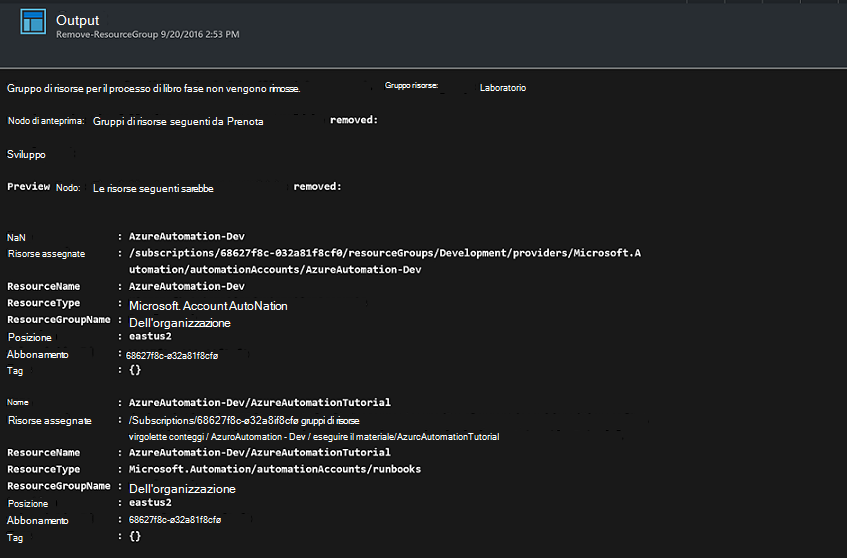 Output
Remove-ResourceGroup 9/20/2016 2:53 PM
Gruppo di risorse per il processo di libro fase non vengono rimosse. Gruppo risorse: Laboratorio
Nodo di anteprima: Gruppi di risorse seguenti da Prenota removed:
Sviluppo
Preview Nodo: Le risorse seguenti sarebbe removed:
NaN : AzureAutomation-Dev
Risorse assegnate : /subscriptions/68627f8c-032a81f8cf0/resourceGroups/Development/providers/Microsoft.A
utomation/automationAccounts/AzureAutomation-Dev
ResourceName : AzureAutomation-Dev
ResourceType : Microsoft. Account AutoNation
ResourceGroupName : Dell'organizzazione
Posizione : eastus2
Abbonamento : 68627f8c-ø32a81f8cfø
Tag : {}
Nome : AzureAutomation-Dev/AzureAutomationTutorial
Risorse assegnate : /Subscriptions/68627f8c-ø32a8if8cfø gruppi di risorse
virgolette conteggi / AzuroAutomation - Dev / eseguire il materiale/AzurcAutomationTutorial
ResourceName : AzureAutomation-Dev/AzureAutomationTutorial
ResourceType : Microsoft.Automation/automationAccounts/runbooks
ResourceGroupName : Dell'organizzazione
Posizione : eastus2
Abbonamento : 68627f8c-ø32a81f8cfø
Tag : {}